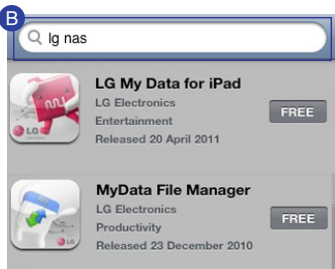 B
lg nas
LG My Data for iPad
LG Electronics
Entertainment
Released 20 April 2011
FREE
LG
MyData File Manager
LG Electronics
Productivity
Released 23 December 2010
FREE
LG